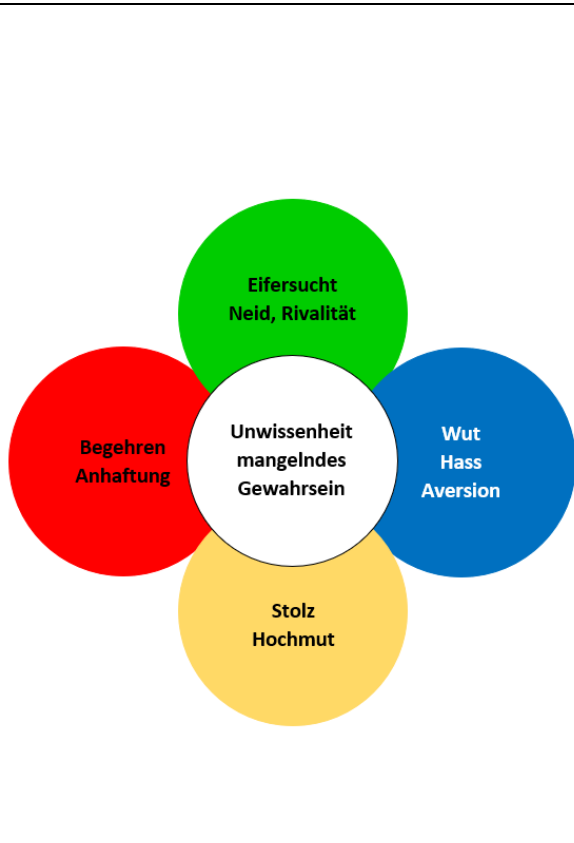 Eifersucht
Neid, Rivalität
Begehren
Anhaftung
Unwissenheit
mangelndes
Gewahrsein
Wut
Hass
Aversion
Stolz
Hochmut